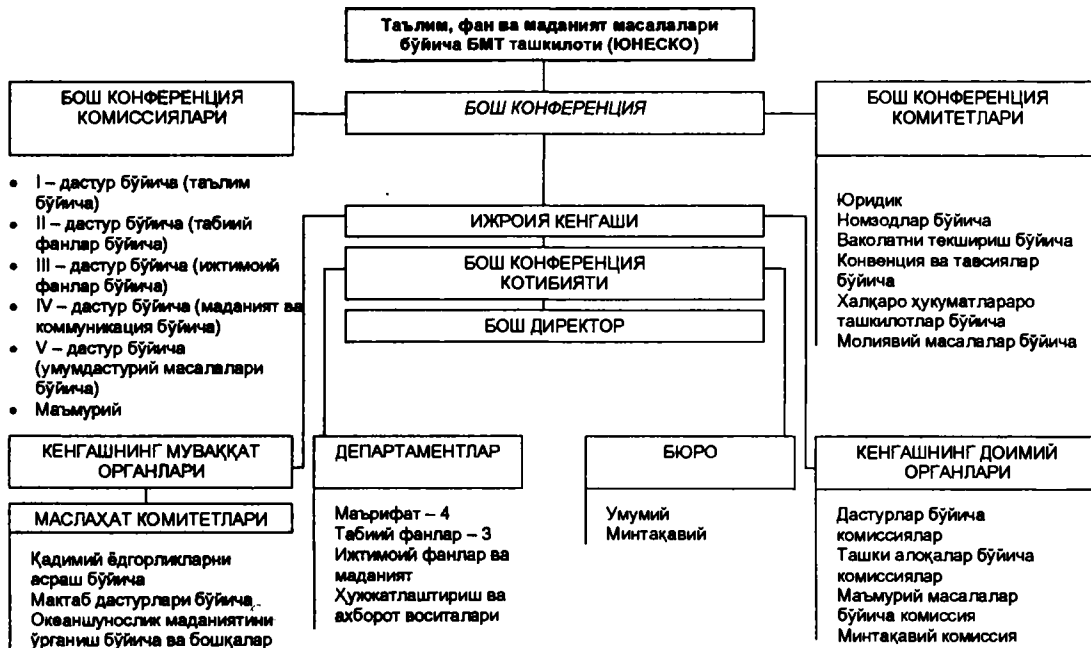 Таълим, фан ва маданият масалалари
бўйича БМТ ташкилоти (ЮНЕСКО)
БОШ КОНФЕРЕНЦИЯ
КОМИССИЯЛАРИ
БОШ КОНФЕРЕНЦИЯ
БОШ КОНФЕРЕНЦИЯ
КОМИТЕТЛАРИ
• I – дастур бўйича (таълим
бўйича)
• II – дастур бўйича (табиий
фанлар бўйича)
• III – дастур бўйича (ижтимоий
фанлар бўйича)
• IV – дастур бўйича (маданият ва
коммуникация бўйича)
• V – дастур бўйича
(умумдастурий масалалари
бўйича)
• Маъмурий
ИЖРОИЯ КЕНГАШИ
БОШ КОНФЕРЕНЦИЯ
КОТИБИЯТИ
БОШ ДИРЕКТОР
Юридик
Номзодлар бўйича
Ваколатни текшириш бўйича
Конвенция ва тавсиялар
бўйича
Халқаро ҳукуматлараро
ташкилотлар бўйича
Молиявий масалалар бўйича
КЕНГАШНИНГ МУВАҚҚАТ
ОРГАНЛАРИ
МАСЛАҲАТ КОМИТЕТЛАРИ
Қадимий ёдгорликларни
асраш бўйича
Мактаб дастурлари бўйича
Океаншунослик маданиятини
ўрганиш бўйича ва бошқалар
ДЕПАРТАМЕНТЛАР
Маърифат – 4
Табиий фанлар – 3
Ижтимоий фанлар ва
маданият
Ҳужжатлаштириш ва
ахборот воситалари
БЮРО
Умумий
Минтақавий
КЕНГАШНИНГ ДОИМИЙ
ОРГАНЛАРИ
Дастурлар бўйича
комиссиялар
Ташки алоқалар бўйича
комиссиялар
Маъмурий масалалар
бўйича комиссия
Минтақавий комиссия